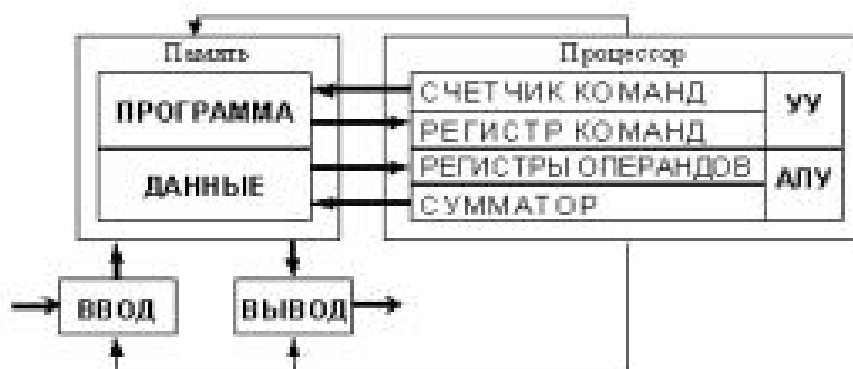 Память
Процессор
ПРОГРАММА
ДАННЫЕ
СЧЕТЧИК КОМАНД
РЕГИСТР КОМАНД
УУ
РЕГИСТРЫ ОПЕРАНДОВ
СУММАТОР
АЛУ
ВВОД
ВЫВОД